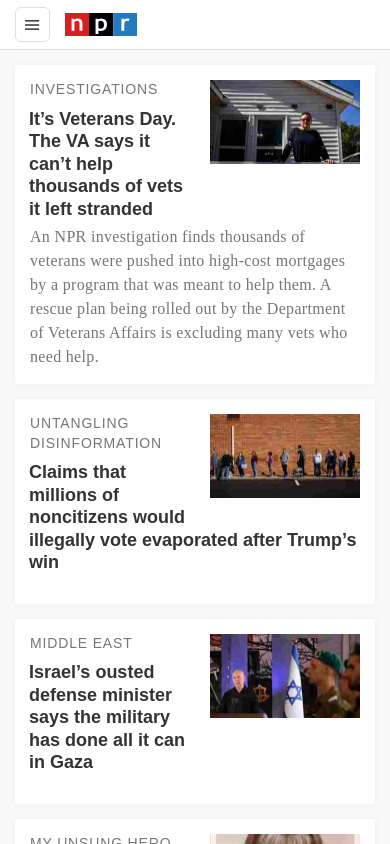 npr
INVESTIGATIONS
It’s Veterans Day.
The VA says it
can’t help
thousands of vets
it left stranded
An NPR investigation finds thousands of
veterans were pushed into high-cost mortgages
by a program that was meant to help them. A
rescue plan being rolled out by the Department
of Veterans Affairs is excluding many vets who
need help.
UNTANGLING
DISINFORMATION
Claims that
millions of
noncitizens would
illegally vote evaporated after Trump’s
win
MIDDLE EAST
Israel’s ousted
defense minister
says the military
has done all it can
in Gaza
MY UNSUNG HERO